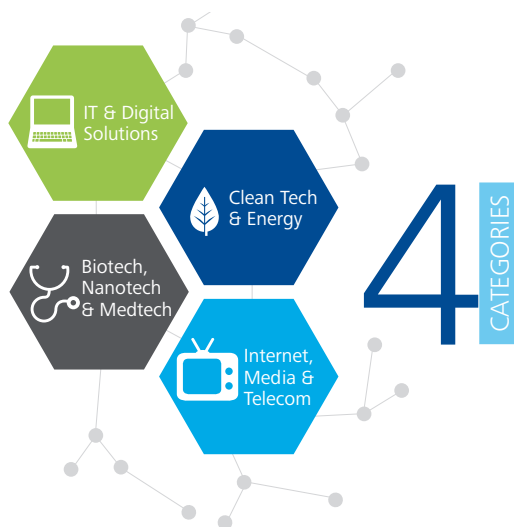 IT & Digital
Solutions
Clean Tech
& Energy
Biotech,
Nanotech
& Medtech
Internet,
Media &
Telecom
4
CATEGORIES